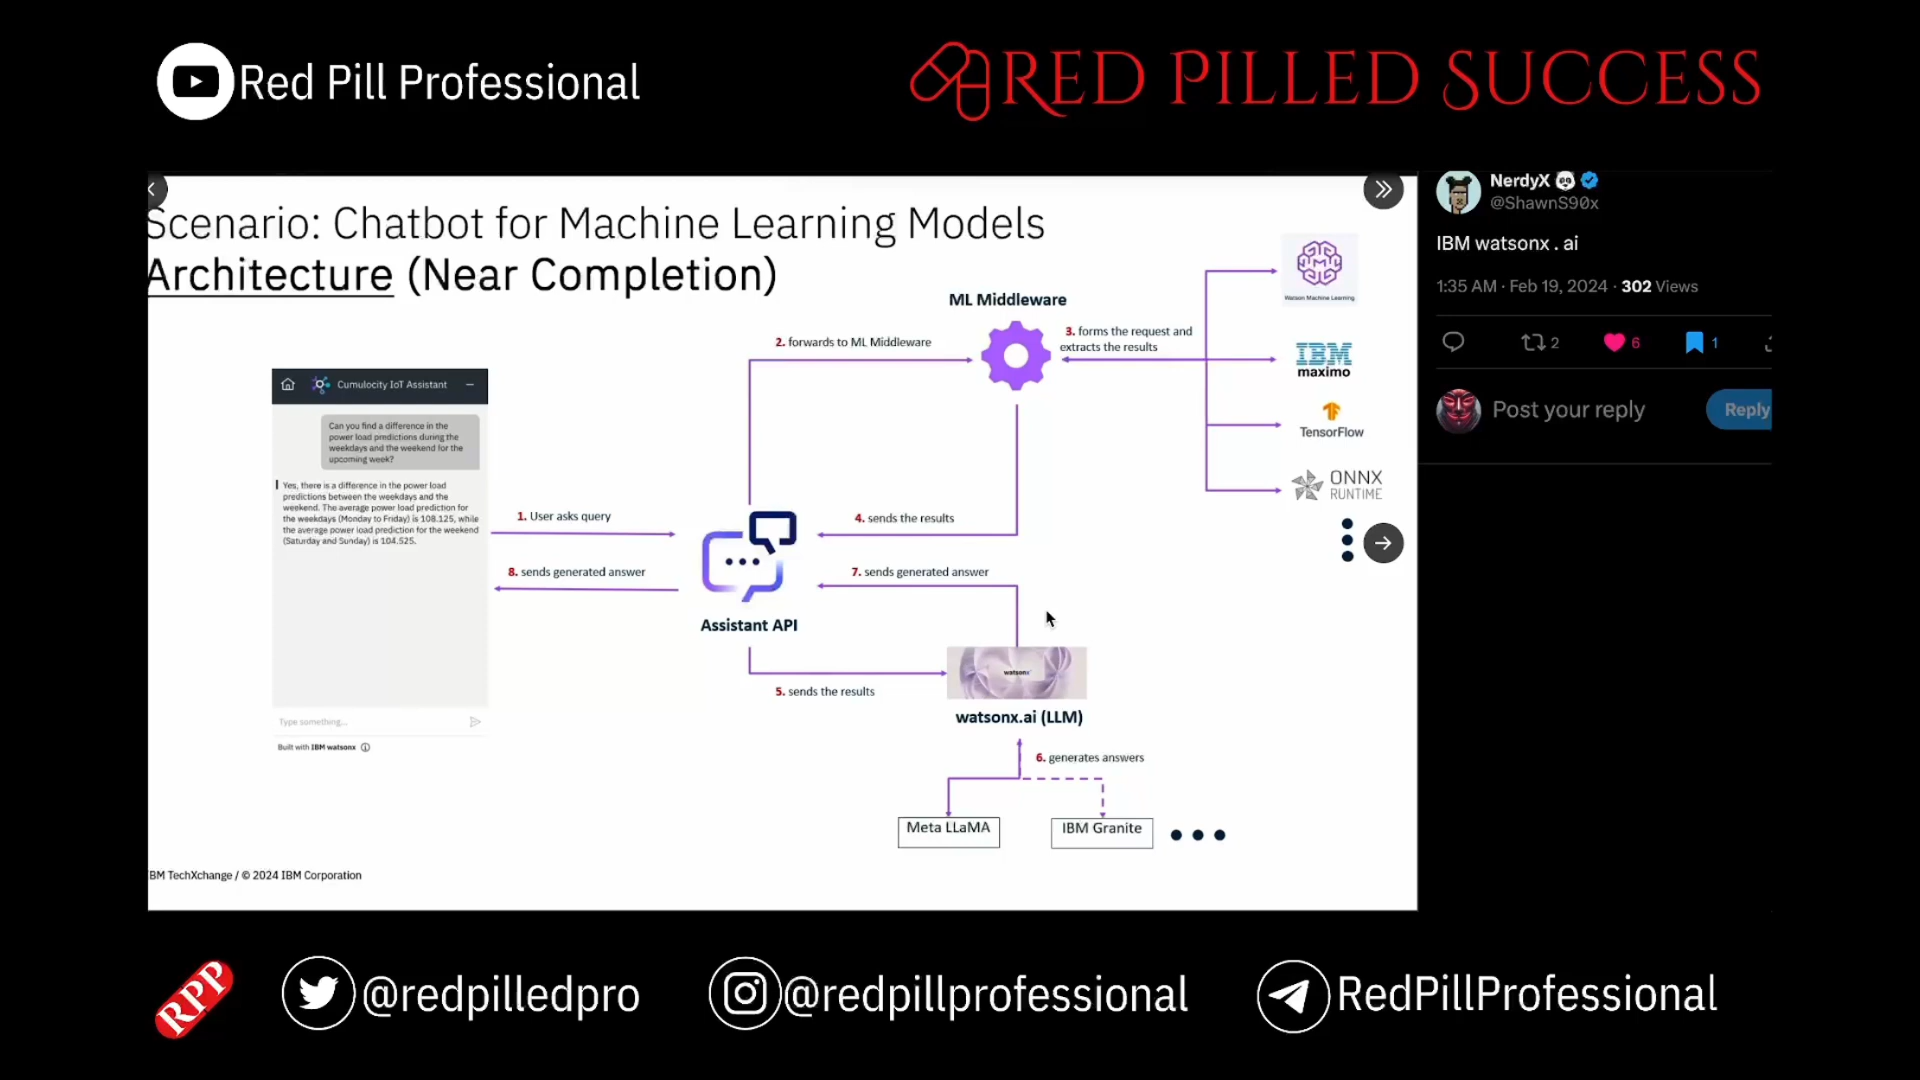 Red Pill Professional
RED PILLED SUCCESS
Scenario: Chatbot for Machine Learning Models
Architecture (Near Completion)
NerdyX
@ShawnS90x
IBM watsonx . ai
1:35 AM · Feb 19, 2024 · 302 Views
2
6
1
Post your reply
Reply
ML Middleware
2. forwards to ML Middleware
3. forms the request and
extracts the results
Watson Machine Learning
IBM
maximo
TensorFlow
ONNX
RUNTIME
Cumulocity IoT Assistant
Can you find a difference in the
power load predictions during the
weekdays and the weekend for the
upcoming week?
Yes, there is a difference in the power load
predictions between the weekdays and the
weekend. The average power load prediction for
the weekdays (Monday to Friday) is 108.125, while
the average power load prediction for the weekend
(Saturday and Sunday) is 104.525.
Type something...
Built with IBM watsonx
1. User asks query
8. sends generated answer
4. sends the results
7. sends generated answer
Assistant API
5. sends the results
watsonx
watsonx.ai (LLM)
6. generates answers
Meta LLaMA
IBM Granite
BM TechXchange / © 2024 IBM Corporation
RPP
@redpilledpro
@redpillprofessional
RedPillProfessional